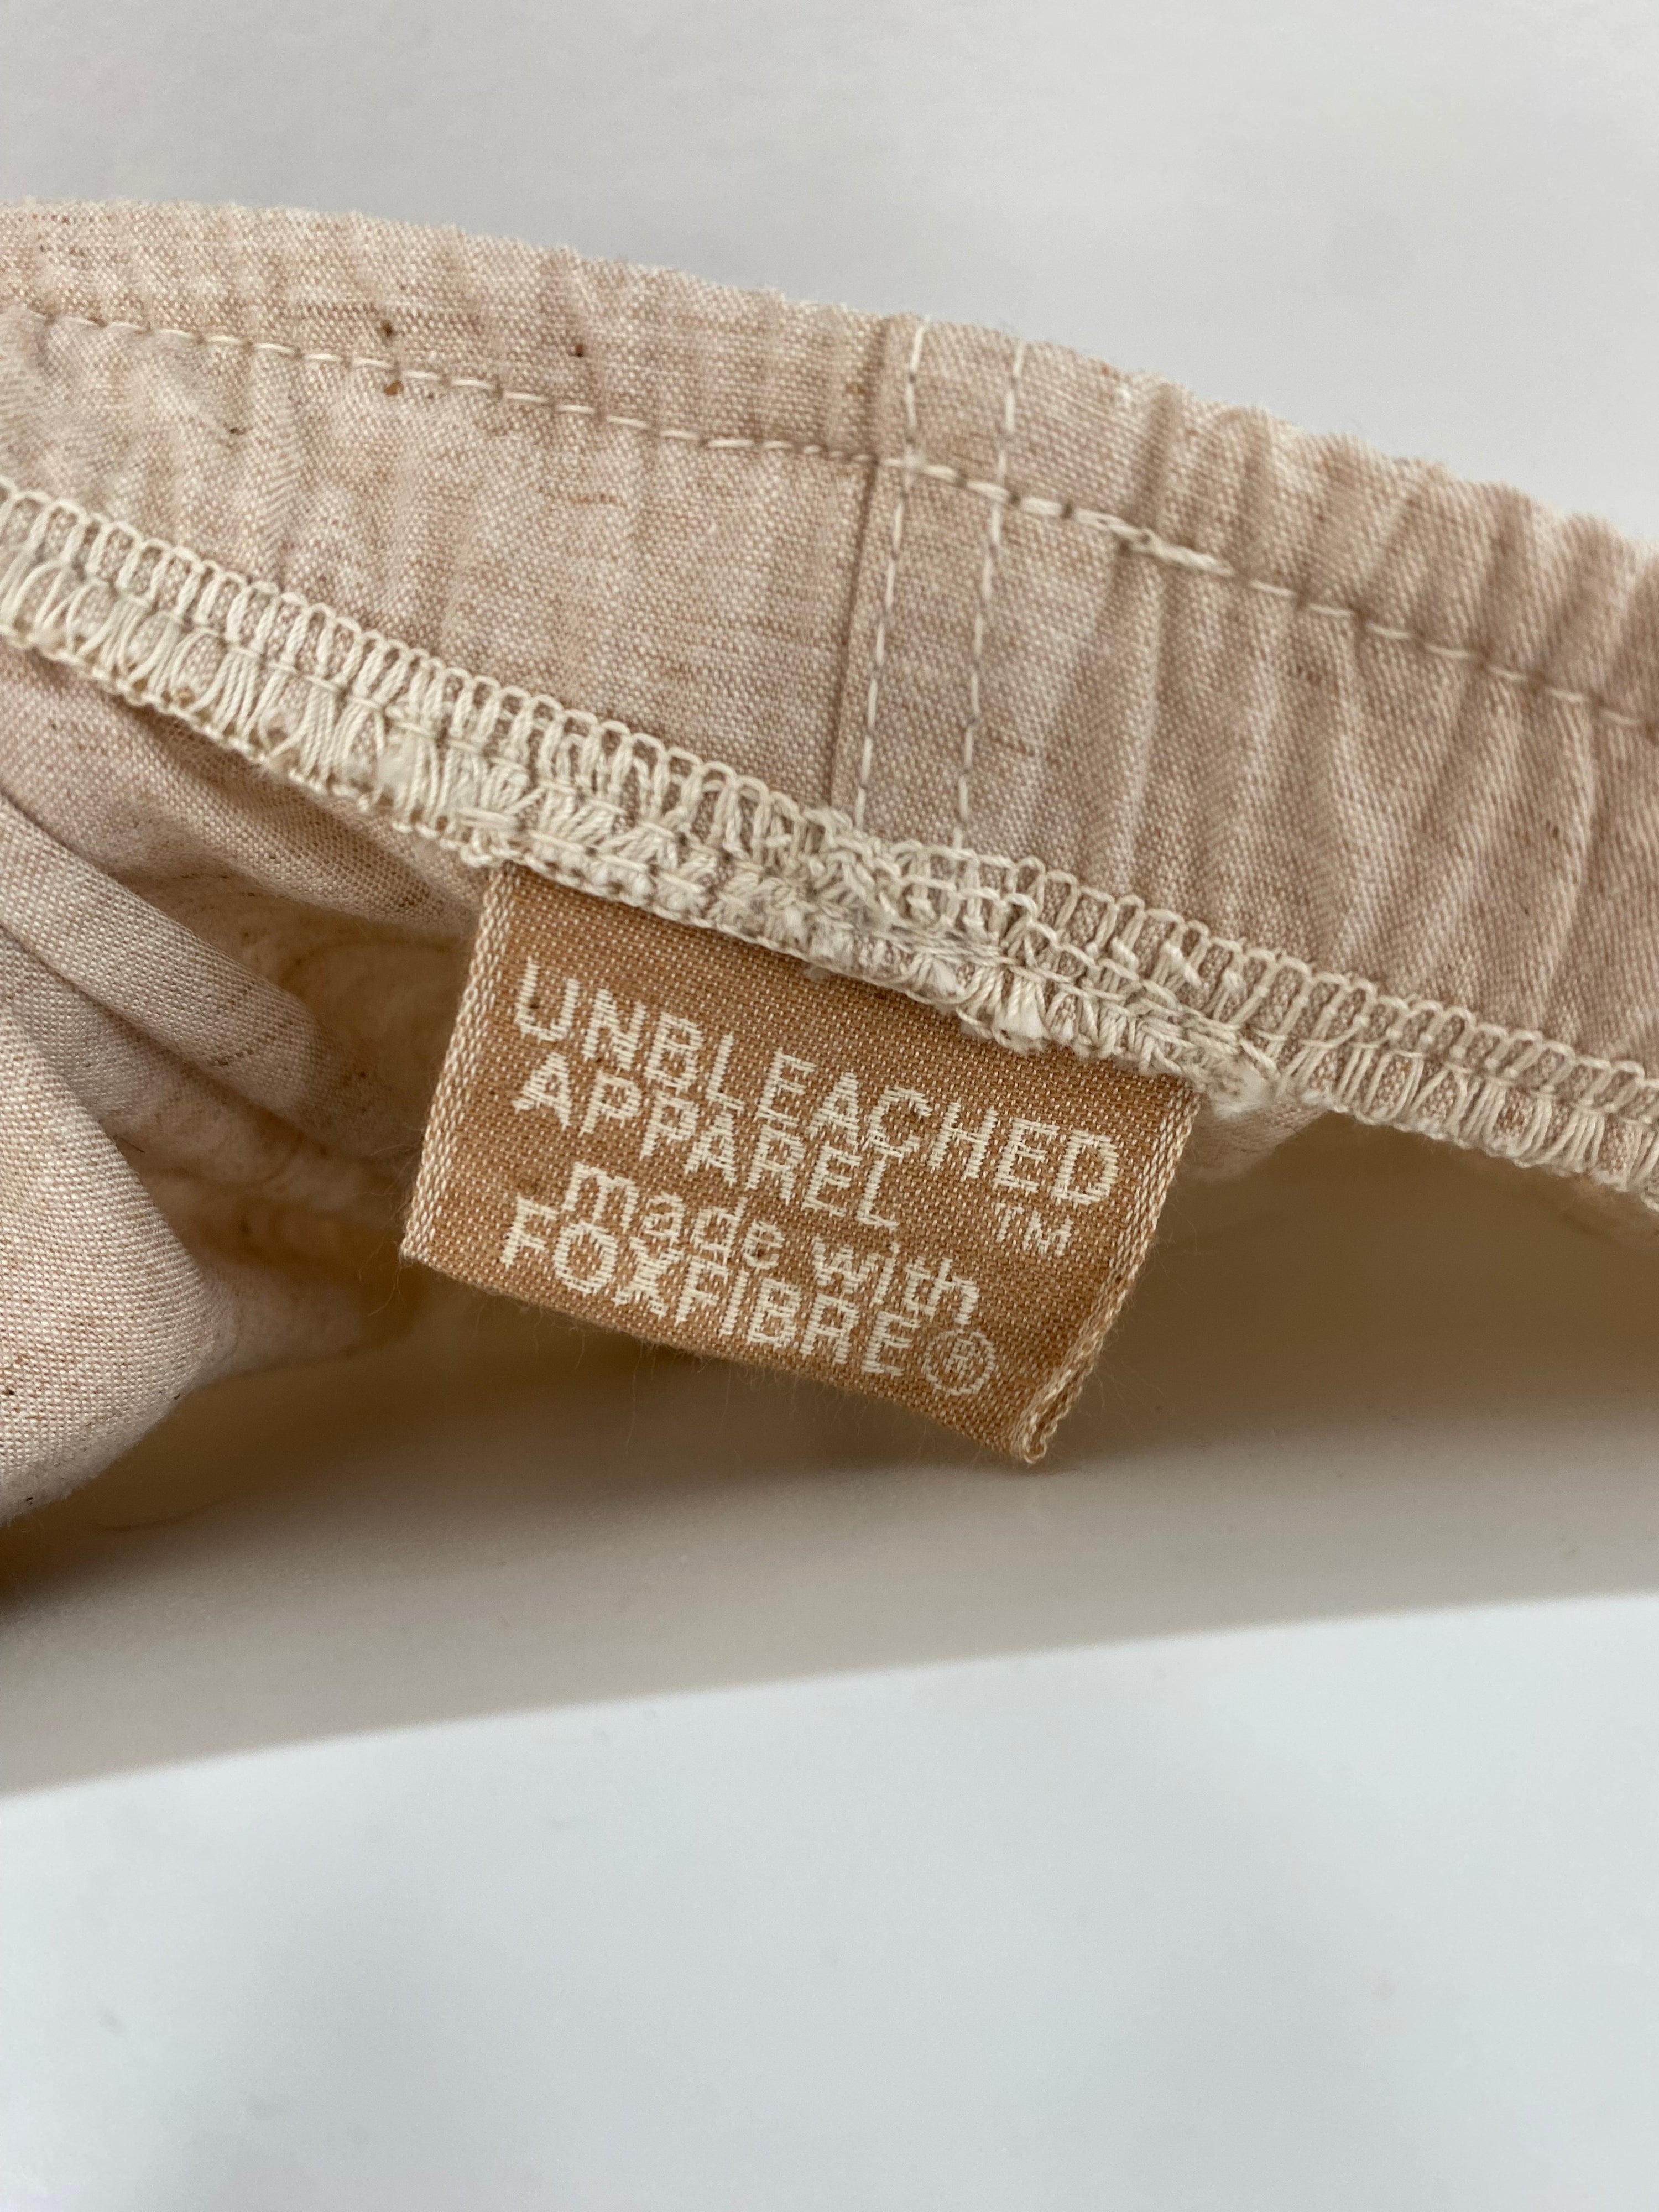 UNBLEACHED
APPAREL ™
made with
FOXFIBRE®